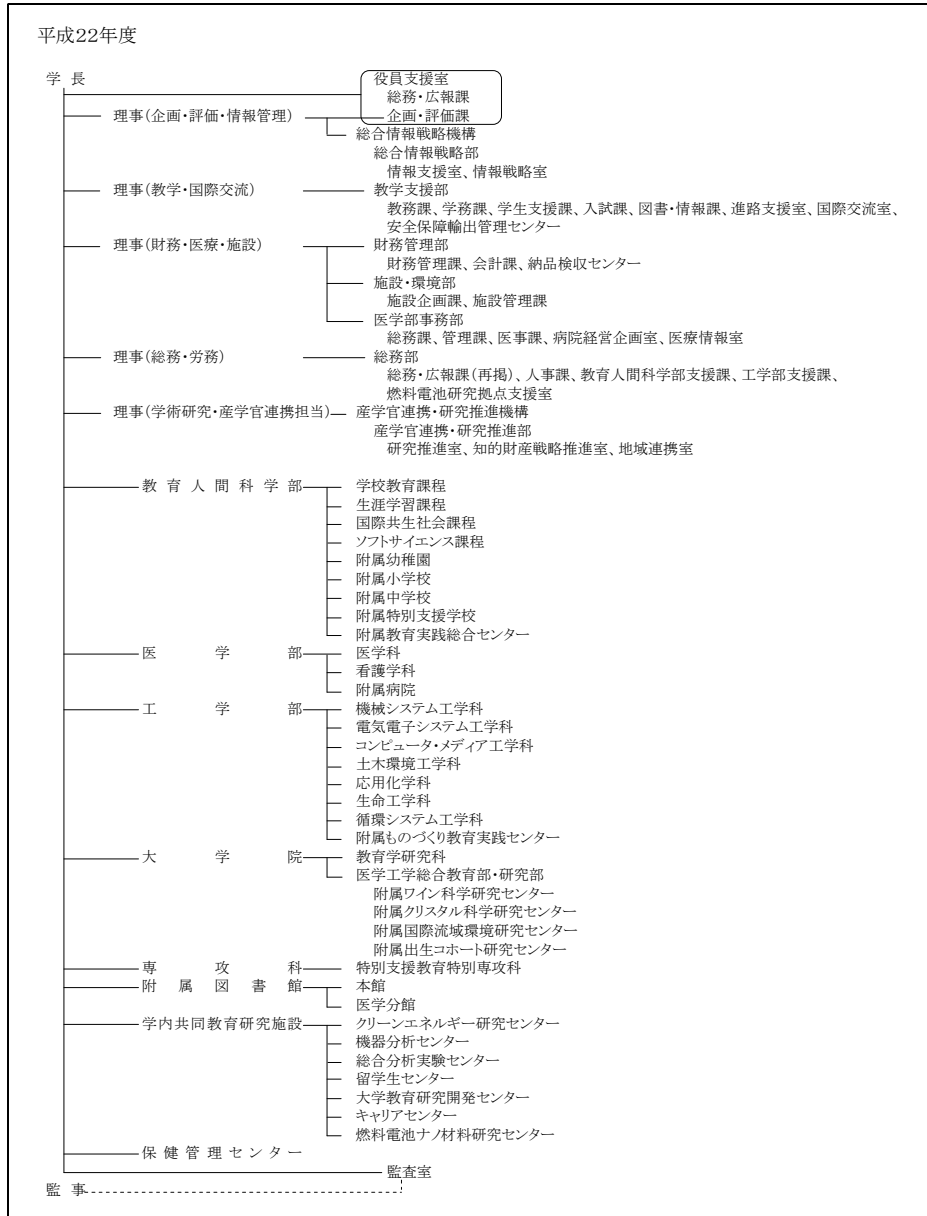 平成22年度
学 長
役員支援室
総務・広報課
理事(企画・評価・情報管理) 企画・評価課
総合情報戦略機構
総合情報戦略部
情報支援室、情報戦略室
理事(教学・国際交流) 教学支援部
教務課、学務課、学生支援課、入試課、図書・情報課、進路支援室、国際交流室、
安全保障輸出管理センター
理事(財務・医療・施設) 財務管理部
財務管理課、会計課、納品検収センター
施設・環境部
施設企画課、施設管理課
医学部事務部
総務課、管理課、医事課、病院経営企画室、医療情報室
理事(総務・労務) 総務部
総務・広報課(再掲)、人事課、教育人間科学部支援課、工学部支援課、
燃料電池研究拠点支援室
理事(学術研究・産学官連携担当) 産学官連携・研究推進機構
産学官連携・研究推進部
研究推進室、知的財産戦略推進室、地域連携室
教育人間科学部 学校教育課程
生涯学習課程
国際共生社会課程
ソフトサイエンス課程
附属幼稚園
附属小学校
附属中学校
附属特別支援学校
附属教育実践総合センター
医学部 医学科
看護学科
附属病院
工学部 機械システム工学科
電気電子システム工学科
コンピュータ・メディア工学科
土木環境工学科
応用化学科
生命工学科
循環システム工学科
附属ものづくり教育実践センター
大学院 教育学研究科
医学工学総合教育部・研究部
附属ワイン科学研究センター
附属クリスタル科学研究センター
附属国際流域環境研究センター
附属出生コホート研究センター
専攻科 特別支援教育特別専攻科
附属図書館 本館
医学分館
学内共同教育研究施設 クリーンエネルギー研究センター
機器分析センター
総合分析実験センター
留学生センター
大学教育研究開発センター
キャリアセンター
燃料電池ナノ材料研究センター
保健管理センター
監査室
監 事